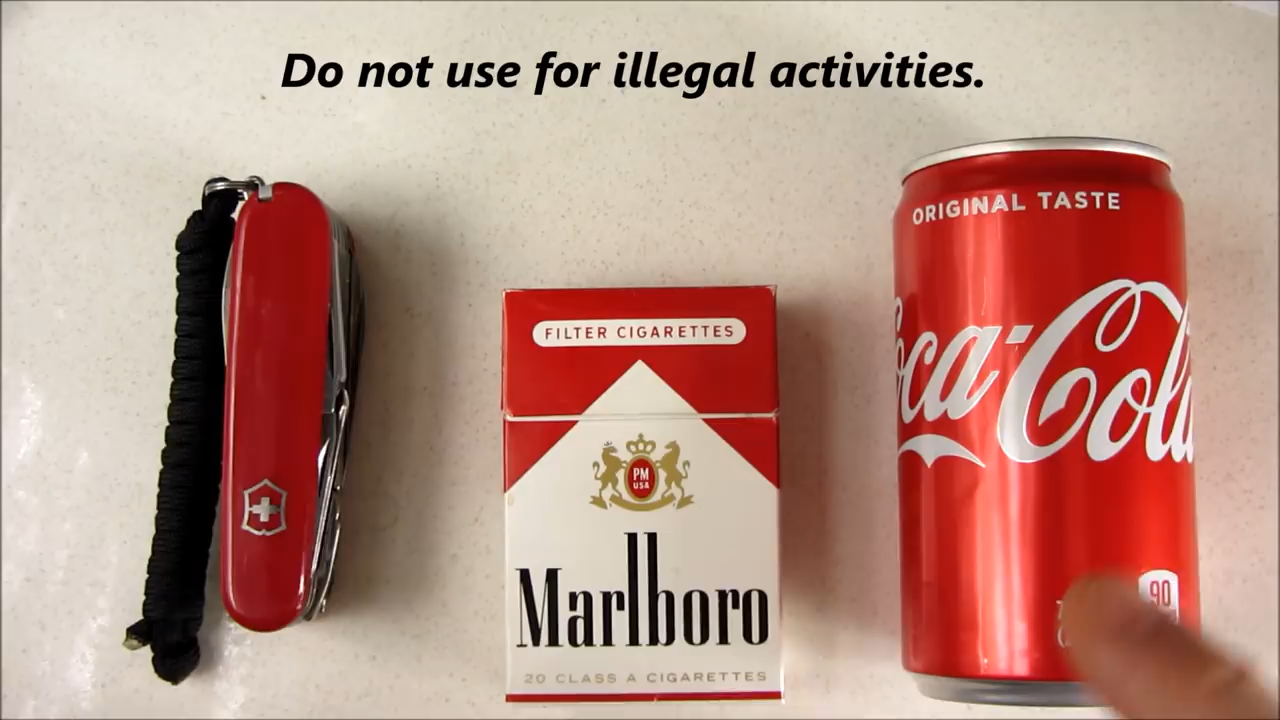 Do not use for illegal activities.
FILTER CIGARETTES
PM
USA
Marlboro
20 CLASS A CIGARETTES
ORIGINAL TASTE
Coca-Cola
90